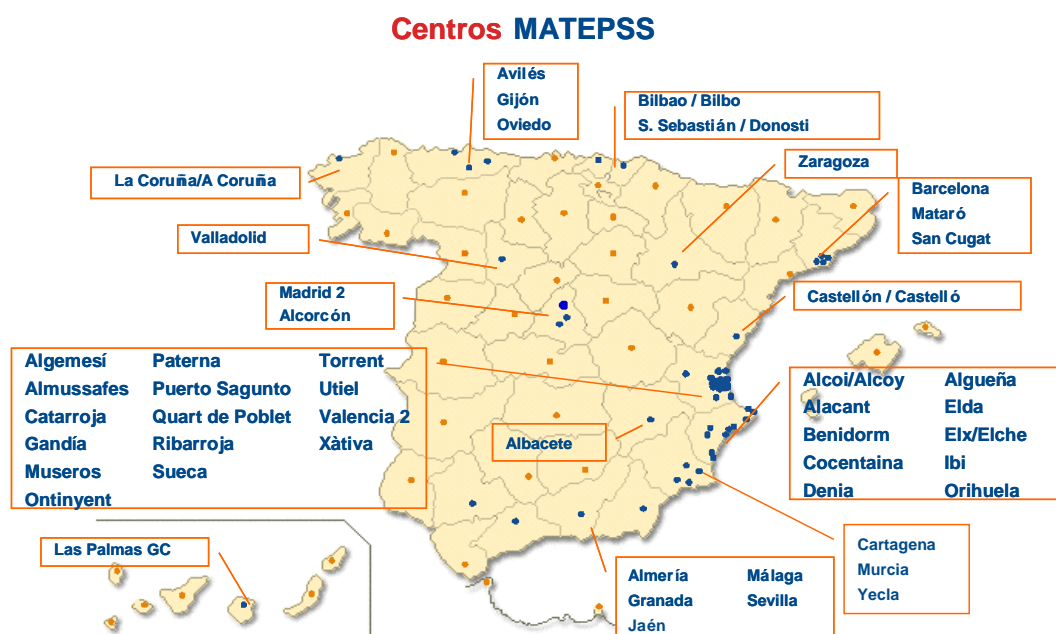 Centros MATEPSS
Avilés
Gijón
Oviedo
Bilbao / Bilbo
S. Sebastián / Donosti
Zaragoza
La Coruña/A Coruña
Barcelona
Mataró
San Cugat
Valladolid
Madrid 2
Alcorcón
Castellón / Castelló
Algemesí Paterna Torrent
Almussafes Puerto Sagunto Utiel
Catarroja Quart de Poblet Valencia 2
Gandía Ribarroja Xàtiva
Museros Sueca
Ontinyent
Alcoi/Alcoy Algueña
Alacant Elda
Benidorm Elx/Elche
Cocentaina Ibi
Denia Orihuela
Albacete
Las Palmas GC
Cartagena
Murcia
Yecla
Almería Málaga
Granada Sevilla
Jaén